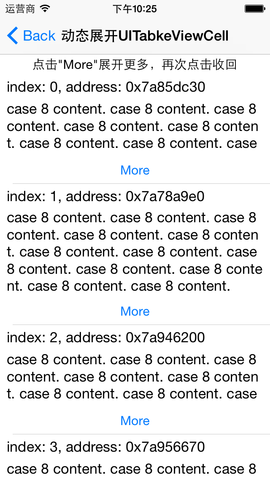 运营商 下午10:25
Back 动态展开UITabkeViewCell
点击"More"展开更多，再次点击收回
index: 0, address: 0x7a85dc30
case 8 content. case 8 content. case 8
content. case 8 content. case 8 conten
t. case 8 content. case 8 content. case
More
index: 1, address: 0x7a78a9e0
case 8 content. case 8 content. case 8
content. case 8 content. case 8 conten
t. case 8 content. case 8 content. case
8 content. case 8 content. case 8 conte
nt. case 8 content. case 8 content.
More
index: 2, address: 0x7a946200
case 8 content. case 8 content. case 8
content. case 8 content. case 8 conten
t. case 8 content. case 8 content. case
More
index: 3, address: 0x7a956670
case 8 content. case 8 content. case 8